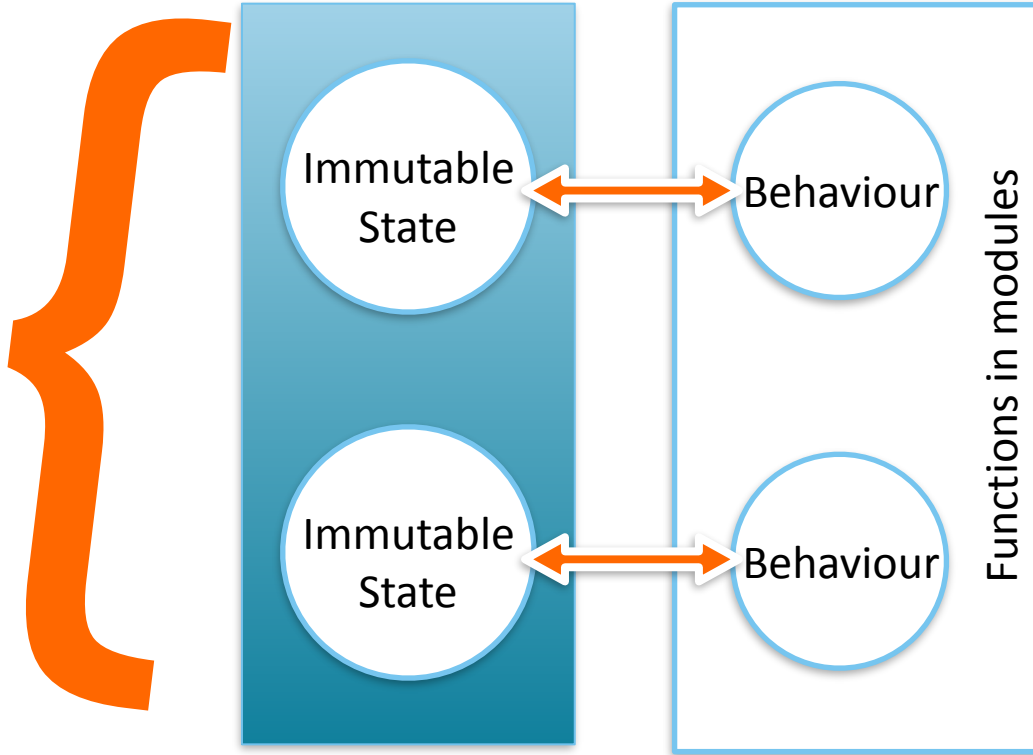 Immutable
State
Behaviour
Immutable
State
Behaviour
Functions in modules